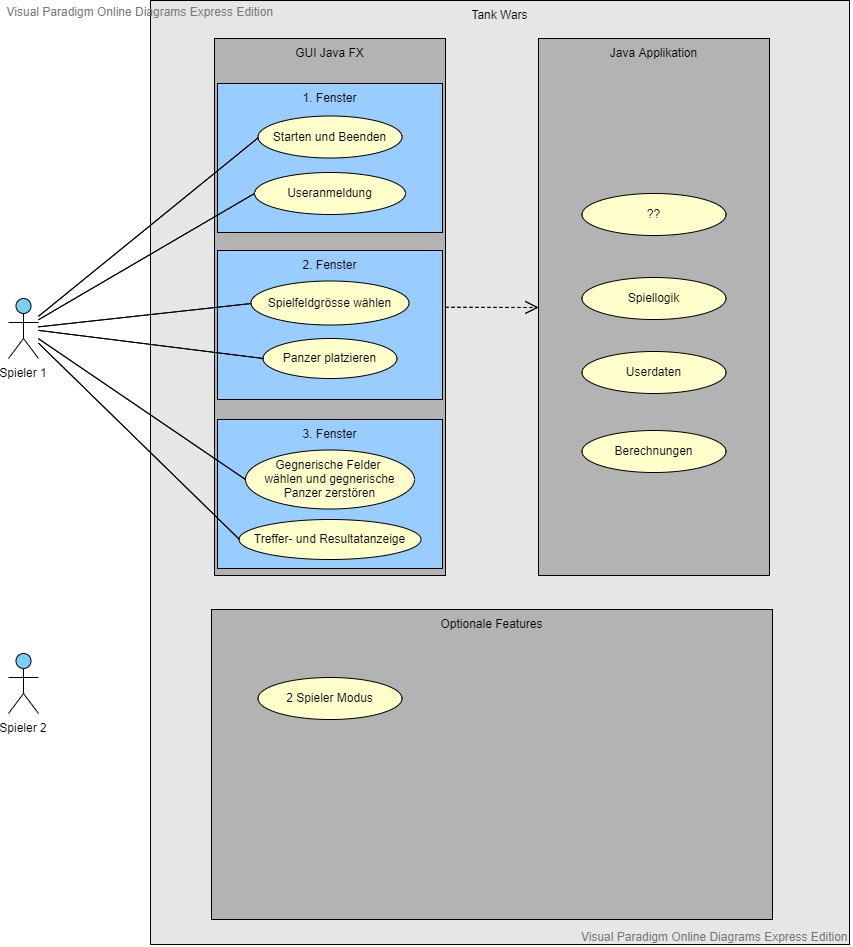 Visual Paradigm Online Diagrams Express Edition
Tank Wars
GUI Java FX
1. Fenster
Starten und Beenden
Useranmeldung
2. Fenster
Spielfeldgrösse wählen
Panzer platzieren
3. Fenster
Gegnerische Felder
wählen und gegnerische
Panzer zerstören
Treffer- und Resultatanzeige
Java Applikation
??
Spiellogik
Userdaten
Berechnungen
Spieler 1
Optionale Features
2 Spieler Modus
Spieler 2
Visual Paradigm Online Diagrams Express Edition